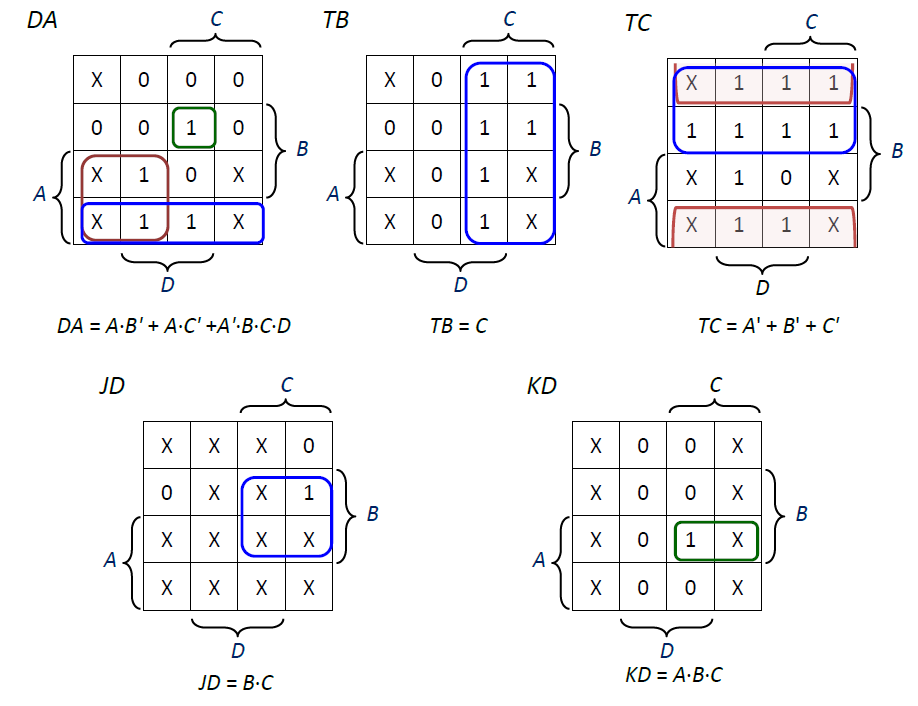 DA TB TC
C C C
X 0 0 0
0 0 1 0
X 1 0 X
X 1 1 X
A B D
X 0 1 1
0 0 1 1
X 0 1 X
X 0 1 X
A B D
X 1 1 1
1 1 1 1
X 1 0 X
X 1 1 X
A B D
DA = A·B' + A·C' +A'·B·C·D
TB = C
TC = A' + B' + C'
JD KD
C C
X X X 0
0 X X 1
X X X X
X X X X
A B D
JD = B·C
X 0 0 X
X 0 0 X
X 0 1 X
X 0 0 X
A B D
KD = A·B·C